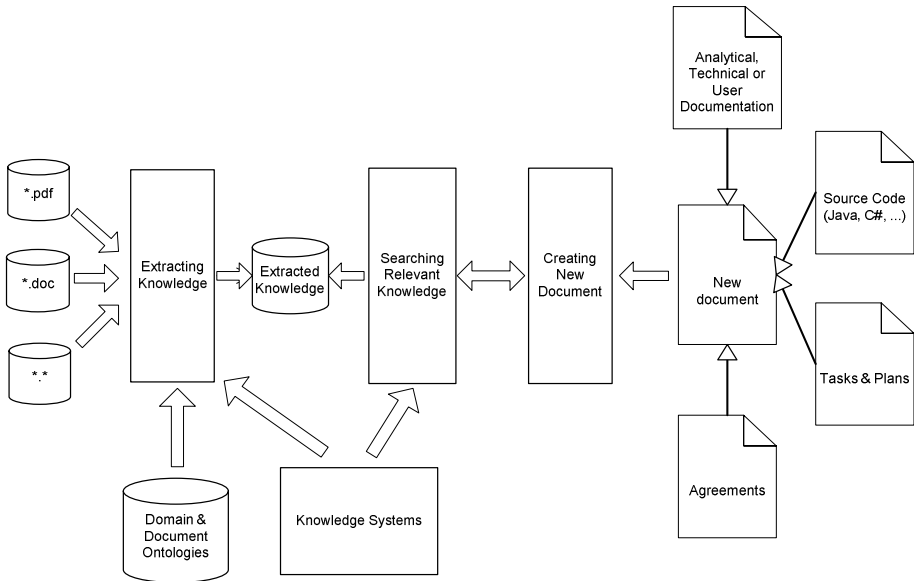 Analytical,
Technical or
User
Documentation
*.pdf
*.doc
*.*
Extracting
Knowledge
Extracted
Knowledge
Searching
Relevant
Knowledge
Creating
New
Document
New
document
Source Code
(Java, C#, ...)
Tasks & Plans
Agreements
Domain &
Document
Ontologies
Knowledge Systems